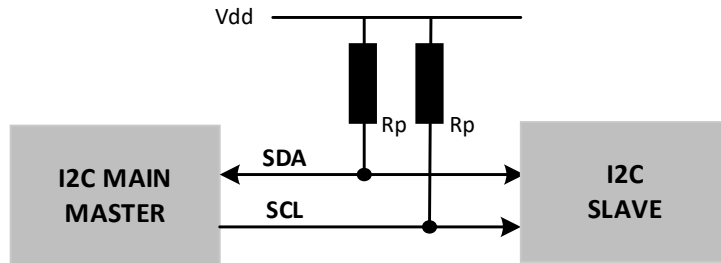 Vdd
Rp
Rp
SDA
SCL
I2C MAIN
MASTER
I2C
SLAVE